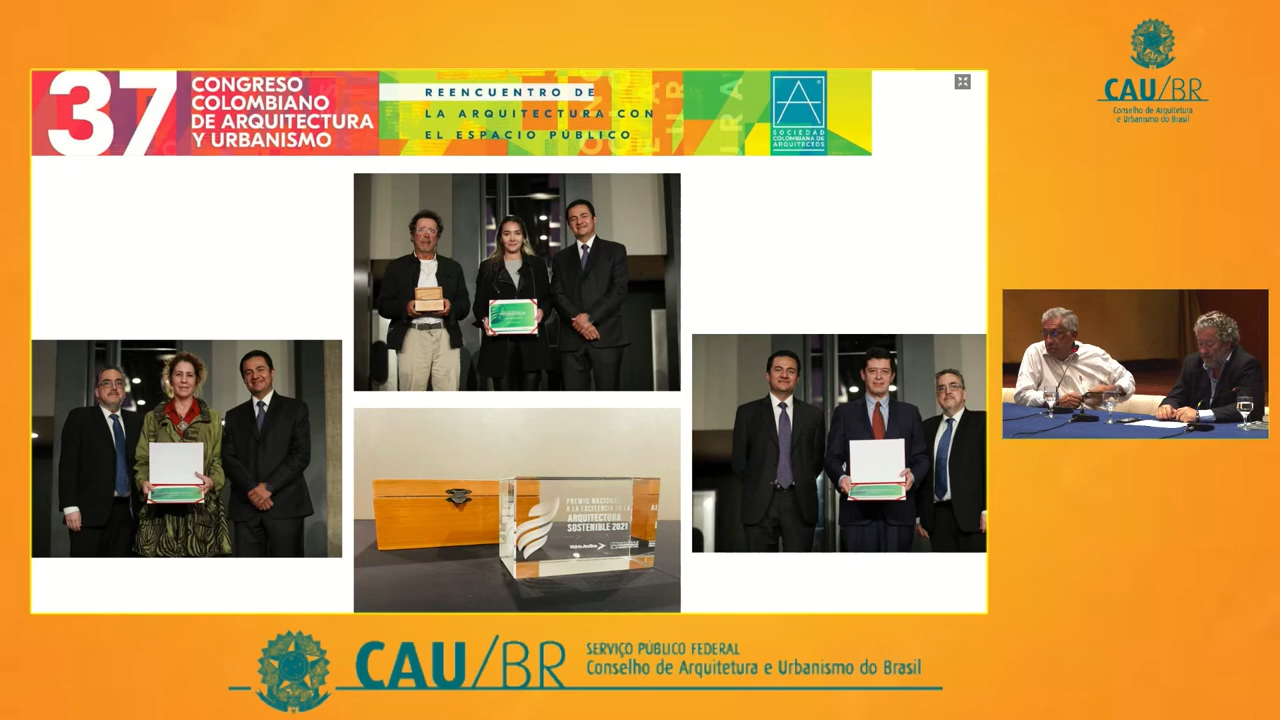 37
CONGRESO
COLOMBIANO
DE ARQUITECTURA
Y URBANISMO
REENCUENTRO DE
LA ARQUITECTURA CON
EL ESPACIO PÚBLICO
SOCIEDAD
COLOMBIANA DE
ARQUITECTOS
CAU/BR
Conselho de Arquitetura
e Urbanismo do Brasil
PREMIO NACIONAL
A LA EXCELENCIA EN LA
ARQUITECTURA
SOSTENIBLE 2021
Vidrio Andino
CAU/BR
SERVIÇO PÚBLICO FEDERAL
Conselho de Arquitetura e Urbanismo do Brasil